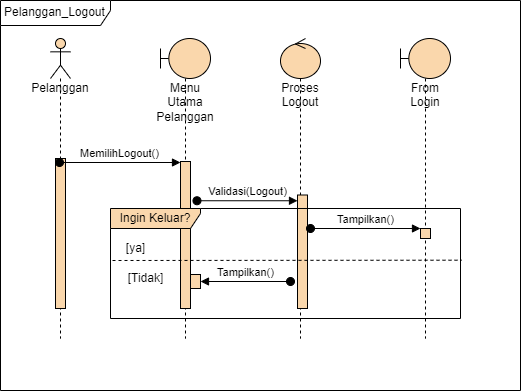 Pelanggan_Logout
Pelanggan
Menu
Utama
Pelanggan
Proses
Logout
From
Login
MemilihLogout()
Validasi(Logout)
Ingin Keluar?
Tampilkan()
[ya]
[Tidak]
Tampilkan()